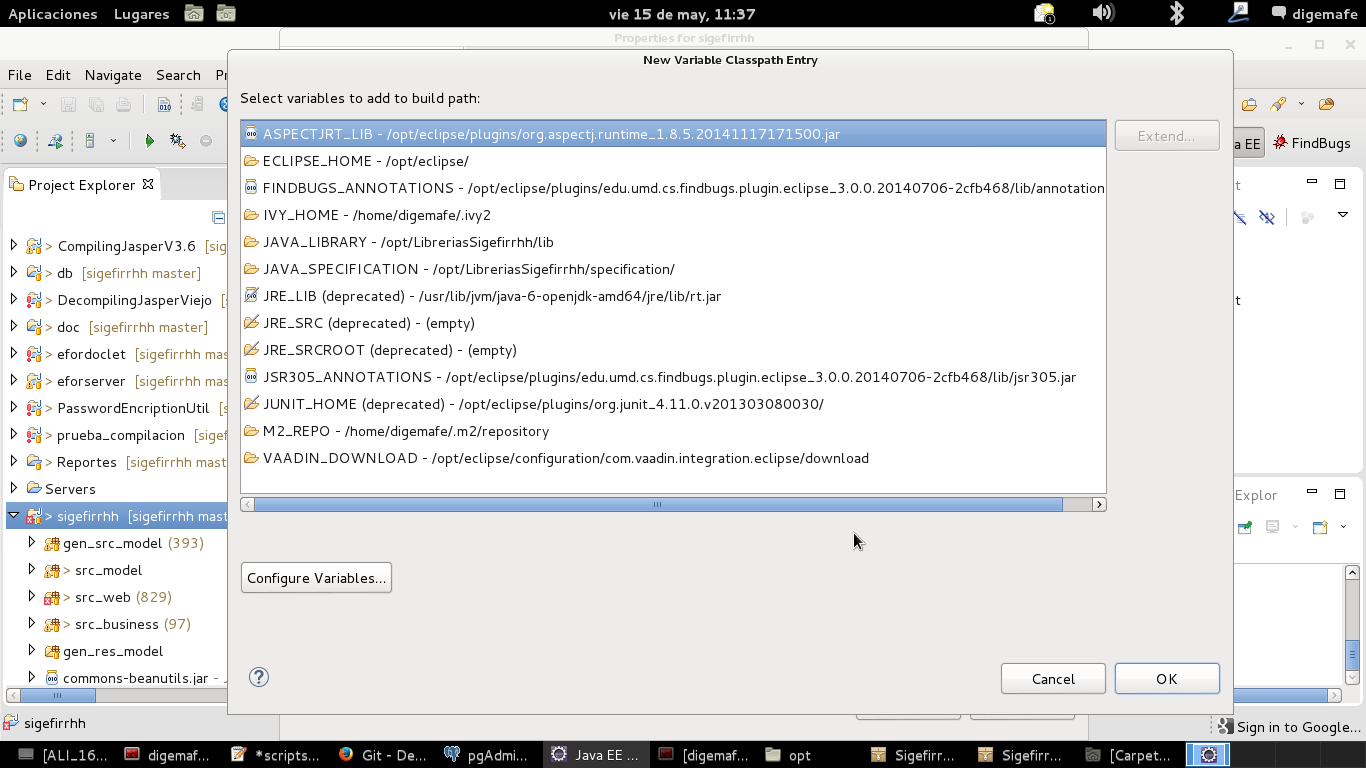 Aplicaciones Lugares vie 15 de may, 11:37 digemafe
Properties for sigefirrhh
New Variable Classpath Entry
File Edit Navigate Search
Select variables to add to build path:
ASPECTJRT_LIB - /opt/eclipse/plugins/org.aspectj.runtime_1.8.5.20141117171500.jar
Extend...
ECLIPSE_HOME - /opt/eclipse/
a EE FindBugs
FINDBUGS_ANNOTATIONS - /opt/eclipse/plugins/edu.umd.cs.findbugs.plugin.eclipse_3.0.0.20140706-2cfb468/lib/annotation
Project Explorer
IVY_HOME - /home/digemafe/.ivy2
JAVA_LIBRARY - /opt/LibreriasSigefirrhh/lib
JAVA_SPECIFICATION - /opt/LibreriasSigefirrhh/specification/
JRE_LIB (deprecated) - /usr/lib/jvm/java-6-openjdk-amd64/jre/lib/rt.jar
JRE_SRC (deprecated) - (empty)
JRE_SRCROOT (deprecated) - (empty)
JSR305_ANNOTATIONS - /opt/eclipse/plugins/edu.umd.cs.findbugs.plugin.eclipse_3.0.0.20140706-2cfb468/lib/jsr305.jar
JUNIT_HOME (deprecated) - /opt/eclipse/plugins/org.junit_4.11.0.v201303080030/
M2_REPO - /home/digemafe/.m2/repository
VAADIN_DOWNLOAD - /opt/eclipse/configuration/com.vaadin.integration.eclipse/download
> CompilingJasperV3.6 [sig
> db [sigefirrhh master]
> DecompilingJasperViejo [
> doc [sigefirrhh master]
> efordoclet [sigefirrhh mas
> eforserver [sigefirrhh mas
> PasswordEncriptionUtil [
> prueba_compilacion [sigef
> Reportes [sigefirrhh mast
Servers
> sigefirrhh [sigefirrhh mast
gen_src_model (393)
> src_model
> src_web (829)
> src_business (97)
gen_res_model
commons-beanutils.jar -
Explor
Configure Variables...
Cancel OK
sigefirrhh
Sign in to Google...
[ALI_16... digemaf... *scripts... Git - De... pgAdmi... Java EE ... [digemaf... opt Sigefirr... Sigefirr... [Carpet...